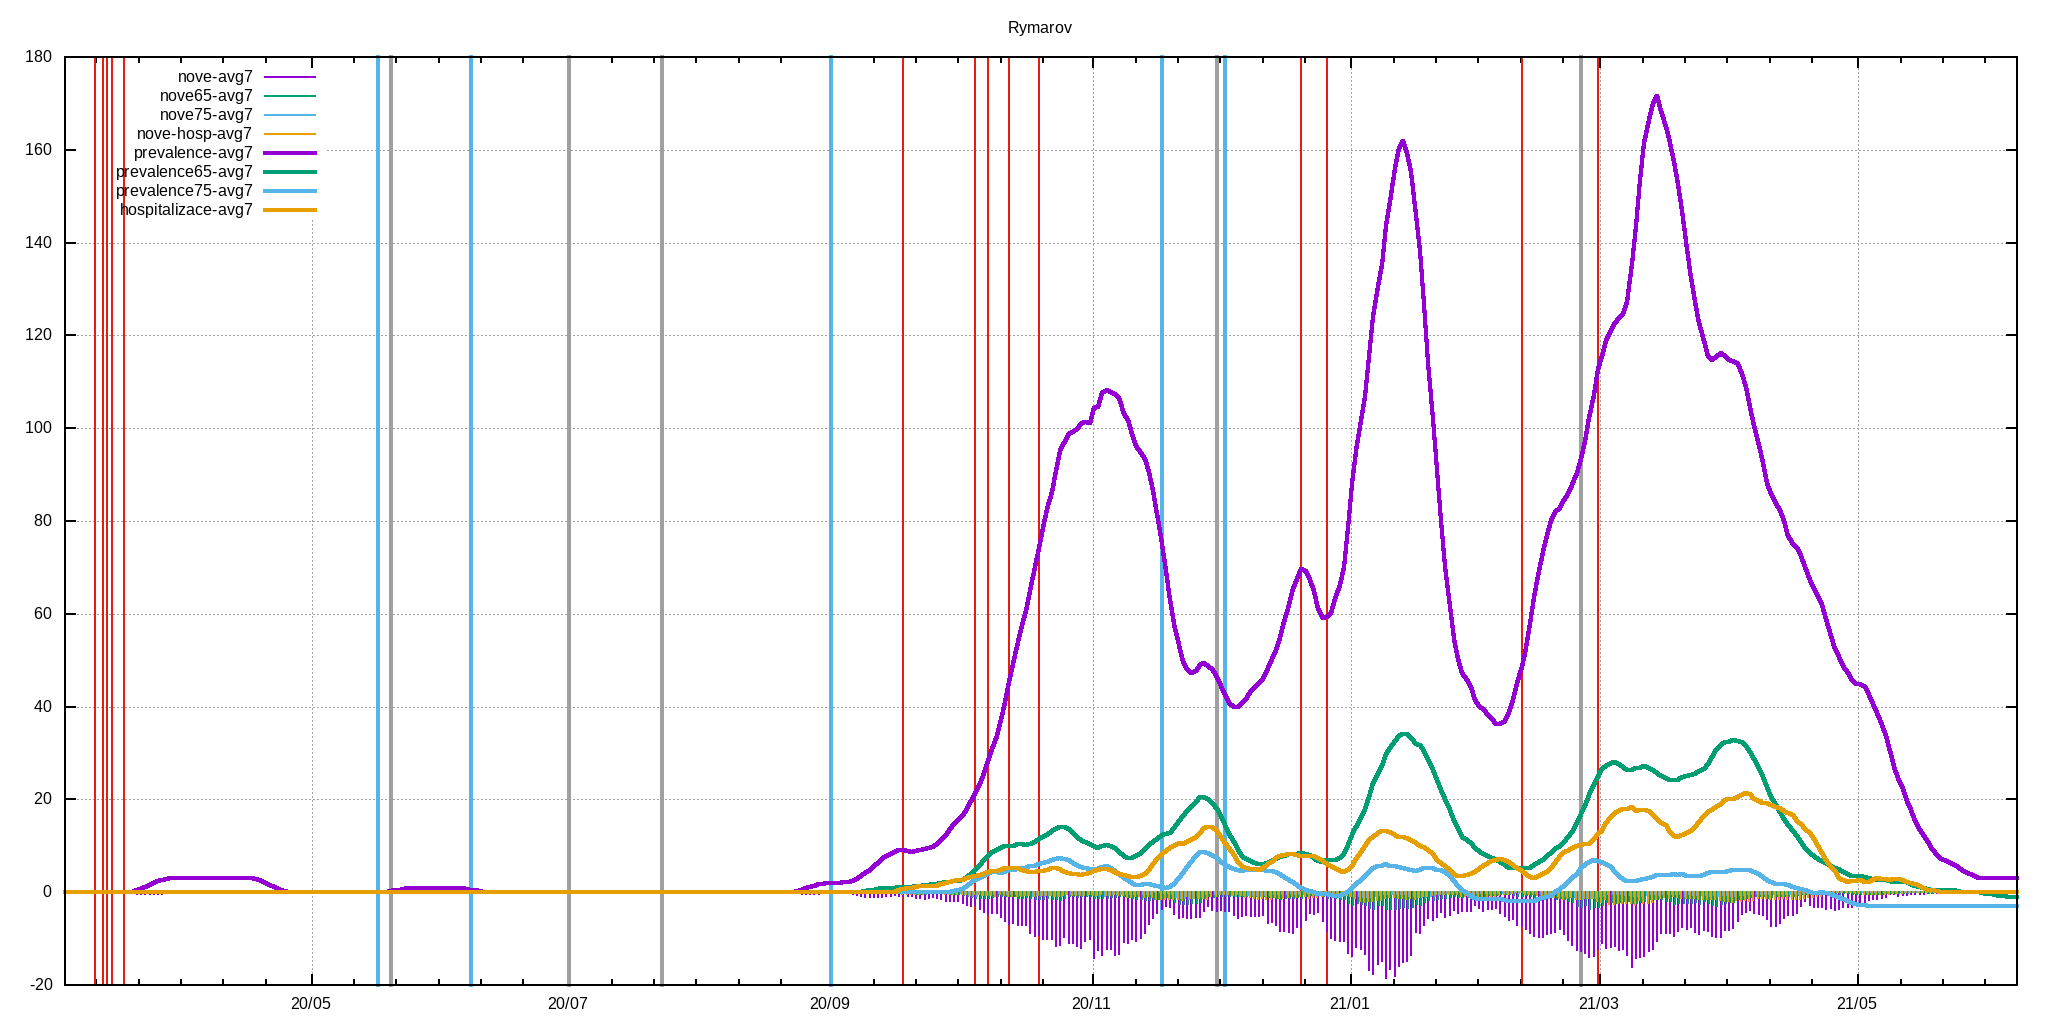 Rymarov
180
160
140
120
100
80
60
40
20
0
-20
nove-avg7
nove65-avg7
nove75-avg7
nove-hosp-avg7
prevalence-avg7
prevalence65-avg7
prevalence75-avg7
hospitalizace-avg7
20/05 20/07 20/09 20/11 21/01 21/03 21/05